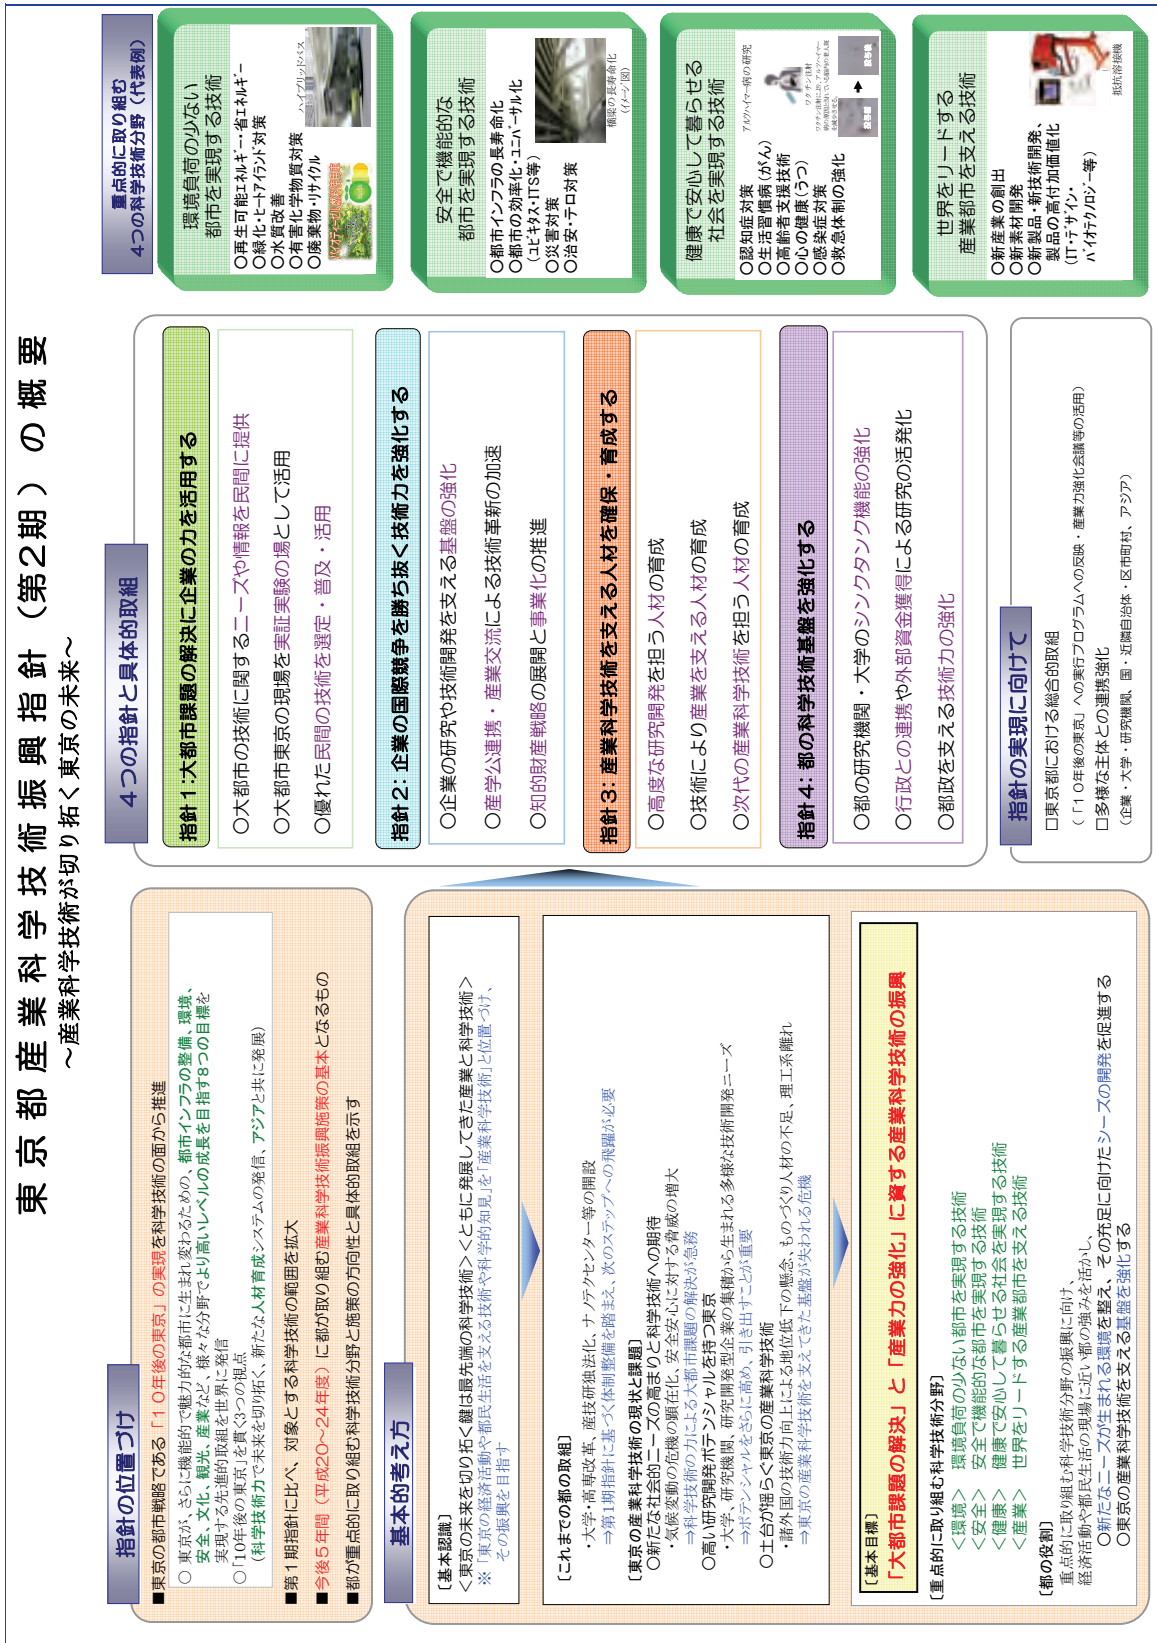 東京都産業科学技術振興指針（第2期）の概要
～産業科学技術が切り拓く東京の未来～
指針の位置づけ
■東京の都市戦略である「１０年後の東京」の実現を科学技術の面から推進
○ 東京が、さらに機能的で魅力的な都市に生まれ変わるための、都市インフラの整備、環境、
安全、文化、観光、産業など、様々な分野でより高いレベルの成長を目指す8つの目標を
実現する先進的取組を世界に発信
○「10年後の東京」を貫く3つの視点
（科学技術力で未来を切り拓く、新たな人材育成システムの発信、アジアと共に発展）
■第１期指針に比べ、対象とする科学技術の範囲を拡大
■今後５年間（平成２０～２４年度）に都が取り組む産業科学技術振興施策の基本となるもの
■都が重点的に取り組む科学技術分野と施策の方向性と具体的取組を示す
基本的考え方
［基本認識］
＜東京の未来を切り拓く鍵は最先端の科学技術＞＜ともに発展してきた産業と科学技術＞
※「東京の経済活動や都民生活を支える技術や科学的知見」を「産業科学技術」と位置づけ、
その振興を目指す
［これまでの都の取組］
・大学・高専改革、産技研独法化、ナノテクセンター等の開設
⇒第１期指針に基づく体制整備を踏まえ、次のステップへの飛躍が必要
［東京の産業科学技術の現状と課題］
○新たな社会的ニーズの高まりと科学技術への期待
・気候変動の危機の顕在化、安全安心に対する脅威の増大
⇒科学技術の力による大都市課題の解決が急務
○高い研究開発ポテンシャルを持つ東京
・大学、研究機関、研究開発型企業の集積から生まれる多様な技術開発ニーズ
⇒ポテンシャルをさらに高め、引き出すことが重要
○土台が揺らぐ東京の産業科学技術
・諸外国の技術力向上による地位低下の懸念、ものづくり人材の不足、理工系離れ
⇒東京の産業科学技術を支えてきた基盤が失われる危機
［基本目標］
「大都市課題の解決」と「産業力の強化」に資する産業科学技術の振興
［重点的に取り組む科学技術分野］
＜環境＞ 環境負荷の少ない都市を実現する技術
＜安全＞ 安全で機能的な都市を実現する技術
＜健康＞ 健康で安心して暮らせる社会を実現する技術
＜産業＞ 世界をリードする産業都市を支える技術
［都の役割］
重点的に取り組む科学技術分野の振興に向け、
経済活動や都民生活の現場に近い都の強みを活かし、
○新たなニーズが生まれる環境を整え、その充足に向けたシーズの開発を促進する
○東京の産業科学技術を支える基盤を強化する
４つの指針と具体的取組
指針１：大都市課題の解決に企業の力を活用する
○大都市の技術に関するニーズや情報を民間に提供
○大都市東京の現場を実証実験の場として活用
○優れた民間の技術を選定・普及・活用
指針２：企業の国際競争を勝ち抜く技術力を強化する
○企業の研究や技術開発を支える基盤の強化
○産学公連携・産業交流による技術革新の加速
○知的財産戦略の展開と事業化の推進
指針３：産業科学技術を支える人材を確保・育成する
○高度な研究開発を担う人材の育成
○技術により産業を支える人材の育成
○次代の産業科学技術を担う人材の育成
指針４：都の科学技術基盤を強化する
○都の研究機関・大学のシンクタンク機能の強化
○行政との連携や外部資金獲得による研究の活発化
○都政を支える技術力の強化
指針の実現に向けて
□東京都における総合的取組
（「１０年後の東京」への実行プログラムへの反映・産業力強化会議等の活用）
□多様な主体との連携強化
（企業・大学・研究機関、国・近隣自治体・区市町村、アジア）
重点的に取り組む
４つの科学技術分野（代表例）
環境負荷の少ない
都市を実現する技術
○再生可能エネルギー・省エネルギー
○緑化・ヒートアイランド対策
○水質改善
○有害化学物質対策
○廃棄物・リサイクル
ハイブリッドバス
安全で機能的な
都市を実現する技術
○都市インフラの長寿命化
○都市の効率化・ユニバーサル化
（ユビキタス・ITS等）
○災害対策
○治安・テロ対策
橋梁の長寿命化
（イメージ図）
健康で安心して暮らせる
社会を実現する技術
○認知症対策
○生活習慣病（がん）
○高齢者支援技術
○心の健康（うつ）
○感染症対策
○救急体制の強化
アルツハイマー病の研究
ワクチン注射
投与前
投与後
世界をリードする
産業都市を支える技術
○新産業の創出
○新素材開発
○新製品・新技術開発、
製品の高付加価値化
（IT・デザイン・
バイオテクノロジー等）
抵抗溶接機